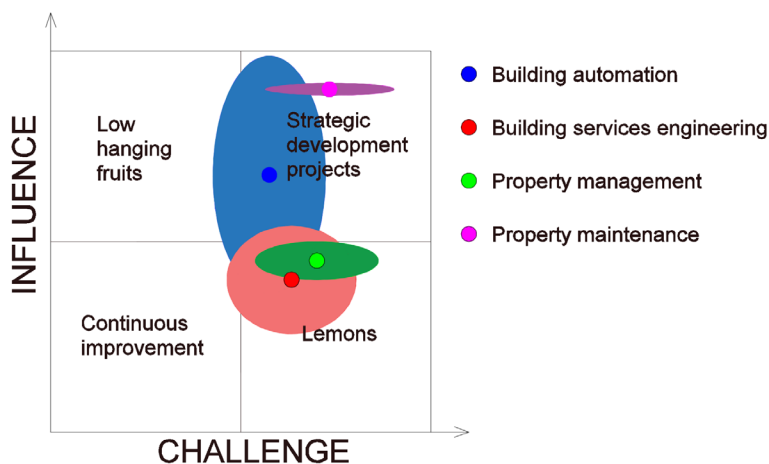 INFLUENCE
Low
hanging
fruits
Strategic
development
projects
Continuous
improvement
Lemons
CHALLENGE
Building automation
Building services engineering
Property management
Property maintenance